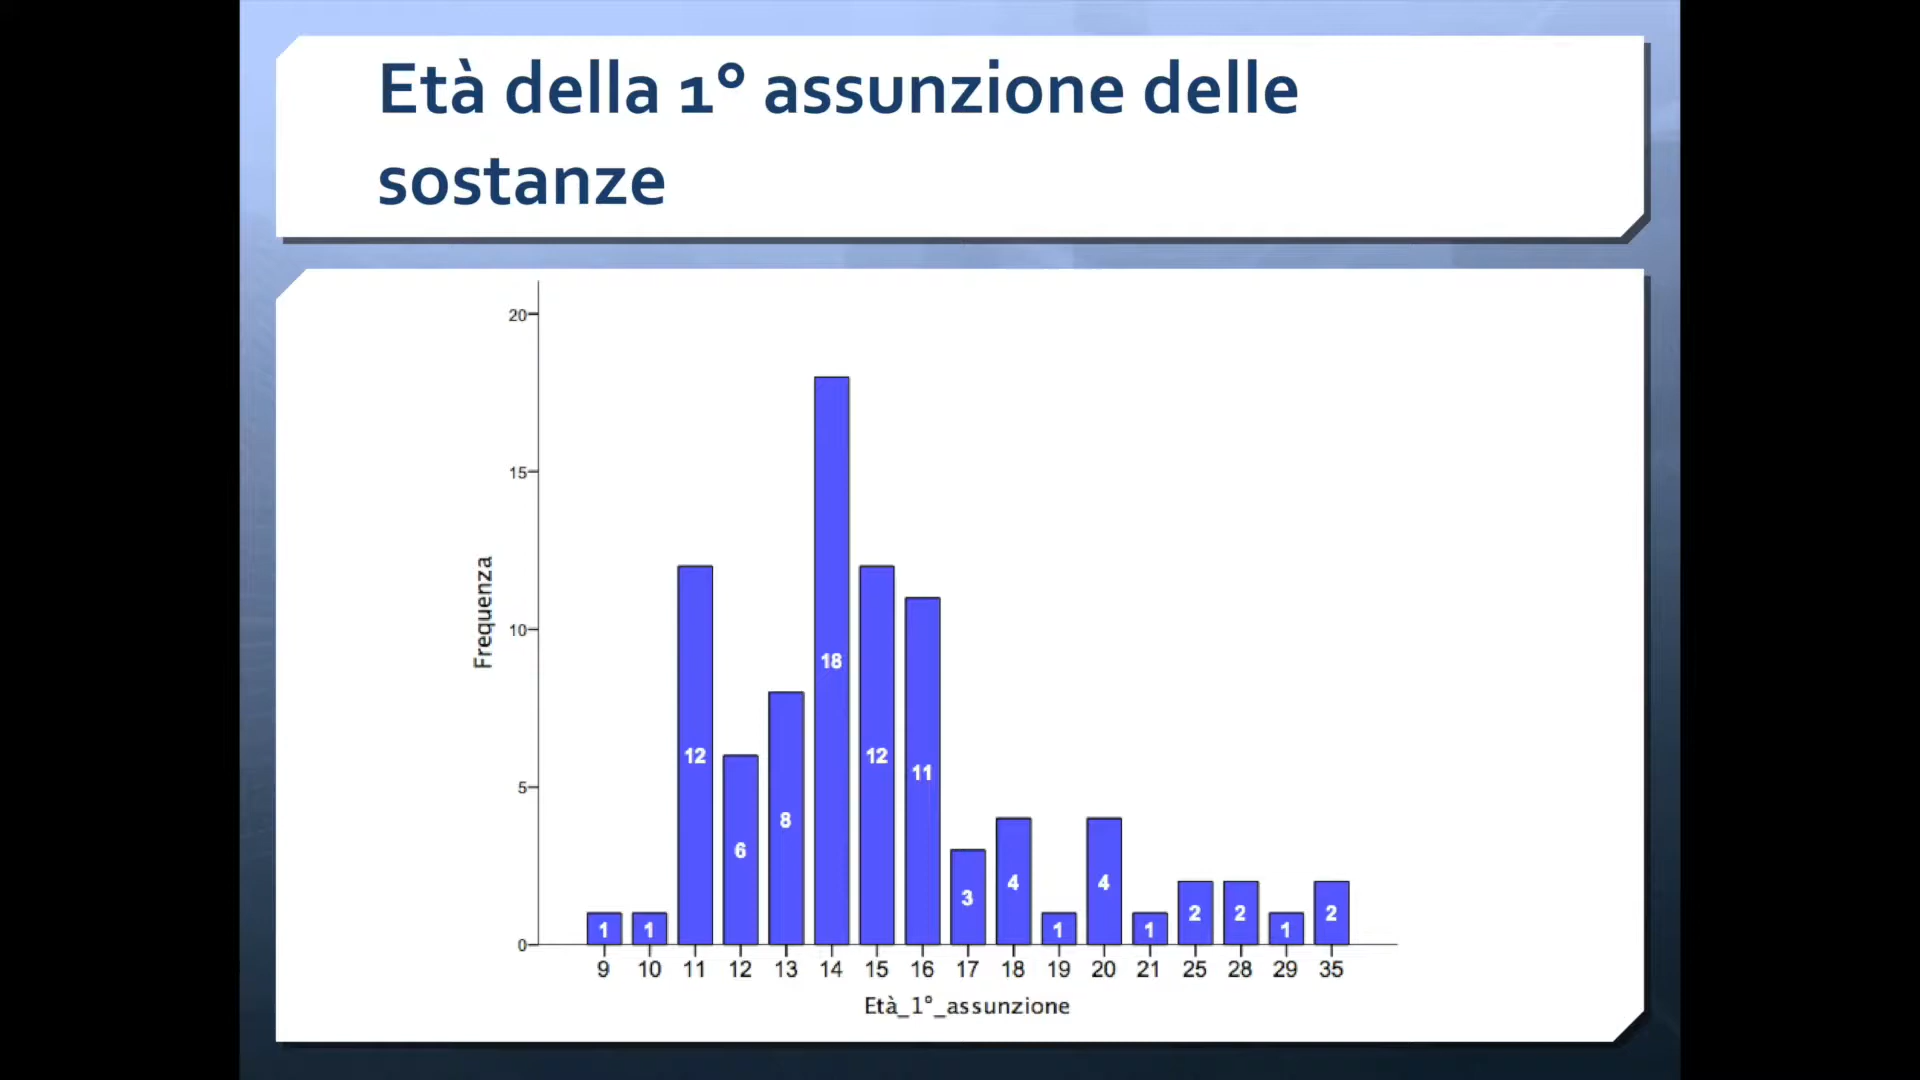 Età della 1° assunzione delle
sostanze
20
15
10
5
0
Frequenza
1 1 12 6 8 18 12 11 3 4 1 4 1 2 2 1 2
9 10 11 12 13 14 15 16 17 18 19 20 21 25 28 29 35
Età_1°_assunzione